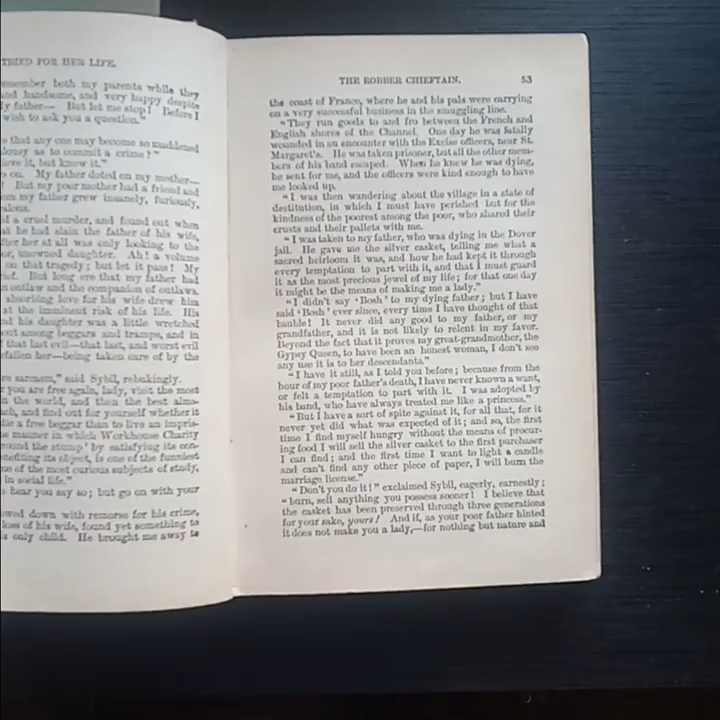 TRIED FOR HER LIFE.
emember both my parents while they
nd handsome, and very happy despite
ly father— But let me stop! Before I
wish to ask you a question."
e that any one may become so maddened
lousy as to commit a crime?"
ieve it, but know it."
s on. My father doted on my mother—
! But my poor mother had a friend and
om my father grew insanely, furiously,
alous.
of a cruel murder, and found out when
at he had slain the father of his wife,
fter her at all was only looking to the
or, unowned daughter. Ah! a volume
on that tragedy; but let it pass! My
ef. But long ere that my father had
n outlaw and the companion of outlaws.
absorbing love for his wife drew him
at the imminent risk of his life. His
nd his daughter was a little wretched
out among beggars and tramps, and in
f that last evil—that last, and worst evil
efallen her—being taken care of by the
re sarcasm," said Sybil, rebukingly.
r you are free again, lady, visit the most
n the world, and then the best alms-
ach, and find out for yourself whether it
die a free beggar than to live an impris-
e manner in which Workhouse Charity
round the stump' by satisfying its con-
nefiting its object, is one of the funniest
ne of the most curious subjects of study,
in social life."
o hear you say so; but go on with your
owed down with remorse for his crime,
loss of his wife, found yet something to
s only child. He brought me away to
THE ROBBER CHIEFTAIN. 53
the coast of France, where he and his pals were carrying
on a very successful business in the smuggling line.
"They run goods to and fro between the French and
English shores of the Channel. One day he was fatally
wounded in an encounter with the Excise officers, near St.
Margaret's. He was taken prisoner, but all the other mem-
bers of his band escaped. When he knew he was dying,
he sent for me, and the officers were kind enough to have
me looked up.
"I was then wandering about the village in a state of
destitution, in which I must have perished but for the
kindness of the poorest among the poor, who shared their
crusts and their pallets with me.
"I was taken to my father, who was dying in the Dover
jail. He gave me the silver casket, telling me what a
sacred heirloom it was, and how he had kept it through
every temptation to part with it, and that I must guard
it as the most precious jewel of my life; for that one day
it might be the means of making me a lady."
"I didn't say 'Bosh' to my dying father; but I have
said 'Bosh' ever since, every time I have thought of that
bauble! It never did any good to my father, or my
grandfather, and it is not likely to relent in my favor.
Beyond the fact that it proves my great-grandmother, the
Gypsy Queen, to have been an honest woman, I don't see
any use it is to her descendants."
"I have it still, as I told you before; because from the
hour of my poor father's death, I have never known a want,
or felt a temptation to part with it. I was adopted by
his band, who have always treated me like a princess."
"But I have a sort of spite against it, for all that, for it
never yet did what was expected of it; and so, the first
time I find myself hungry without the means of procur-
ing food I will sell the silver casket to the first purchaser
I can find; and the first time I want to light a candle
and can't find any other piece of paper, I will burn the
marriage license."
"Don't you do it!" exclaimed Sybil, eagerly, earnestly;
"burn, sell anything you possess sooner! I believe that
the casket has been preserved through three generations
for your sake, yours! And if, as your poor father hinted
it does not make you a lady,—for nothing but nature and